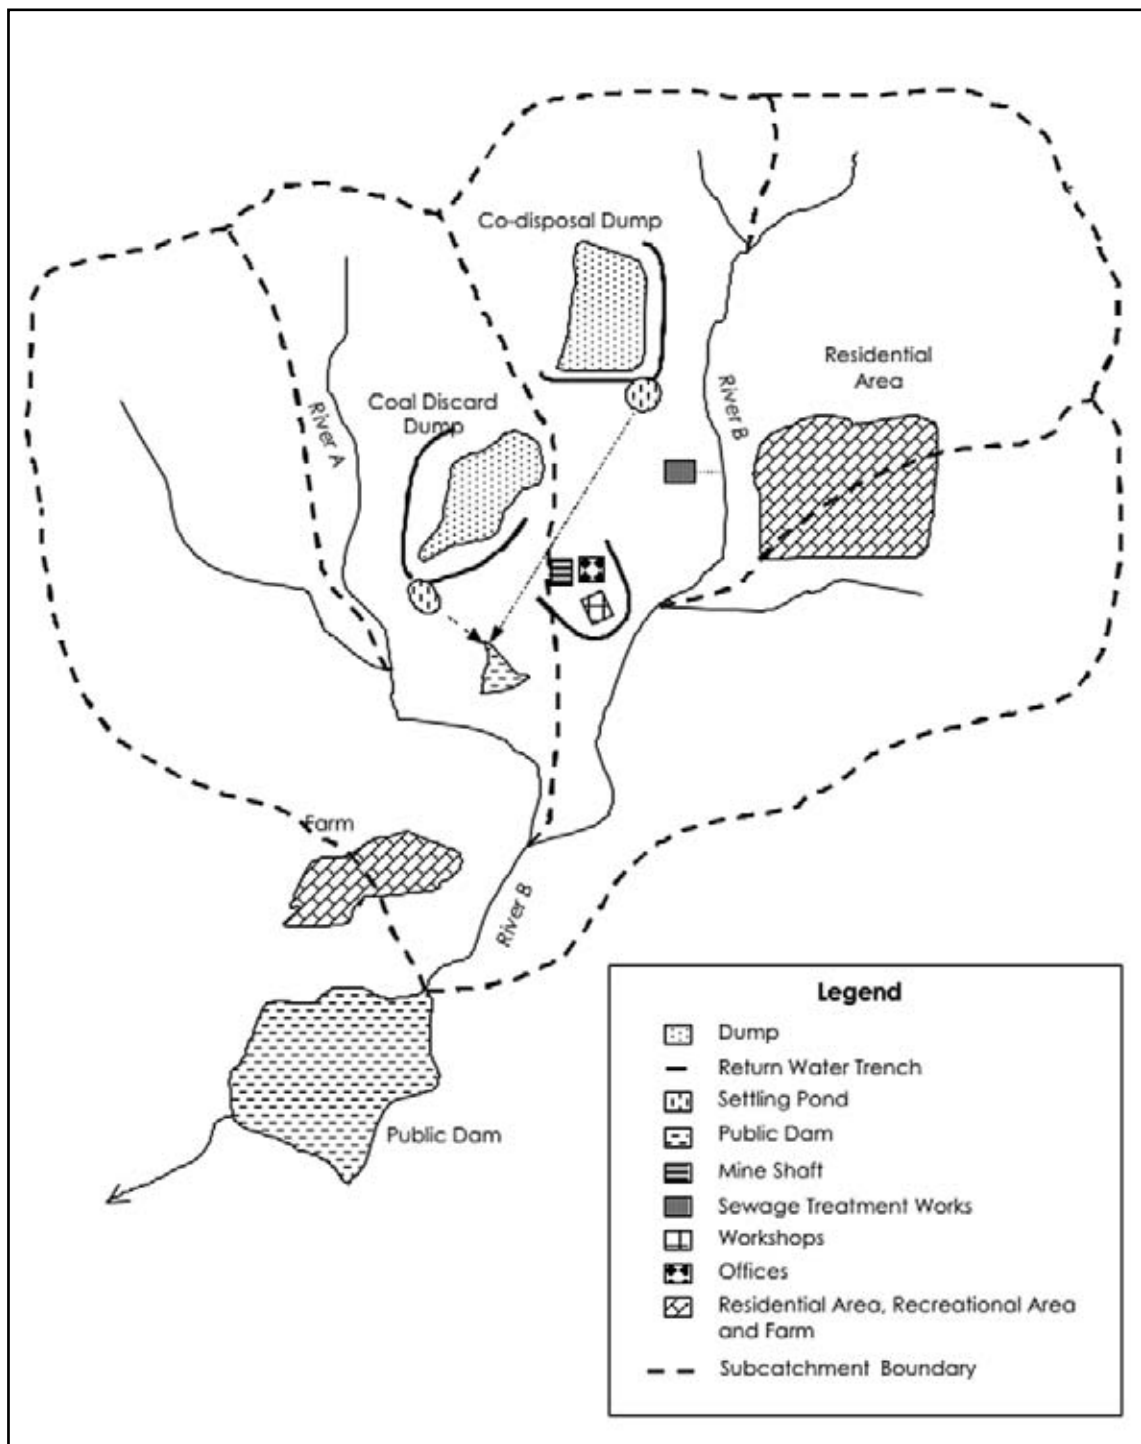 Co-disposal Dump
Residential
Area
River B
River A
Coal Discard
Dump
Farm
River B
Public Dam
Legend
Dump
Return Water Trench
Settling Pond
Public Dam
Mine Shaft
Sewage Treatment Works
Workshops
Offices
Residential Area, Recreational Area
and Farm
Subcatchment Boundary